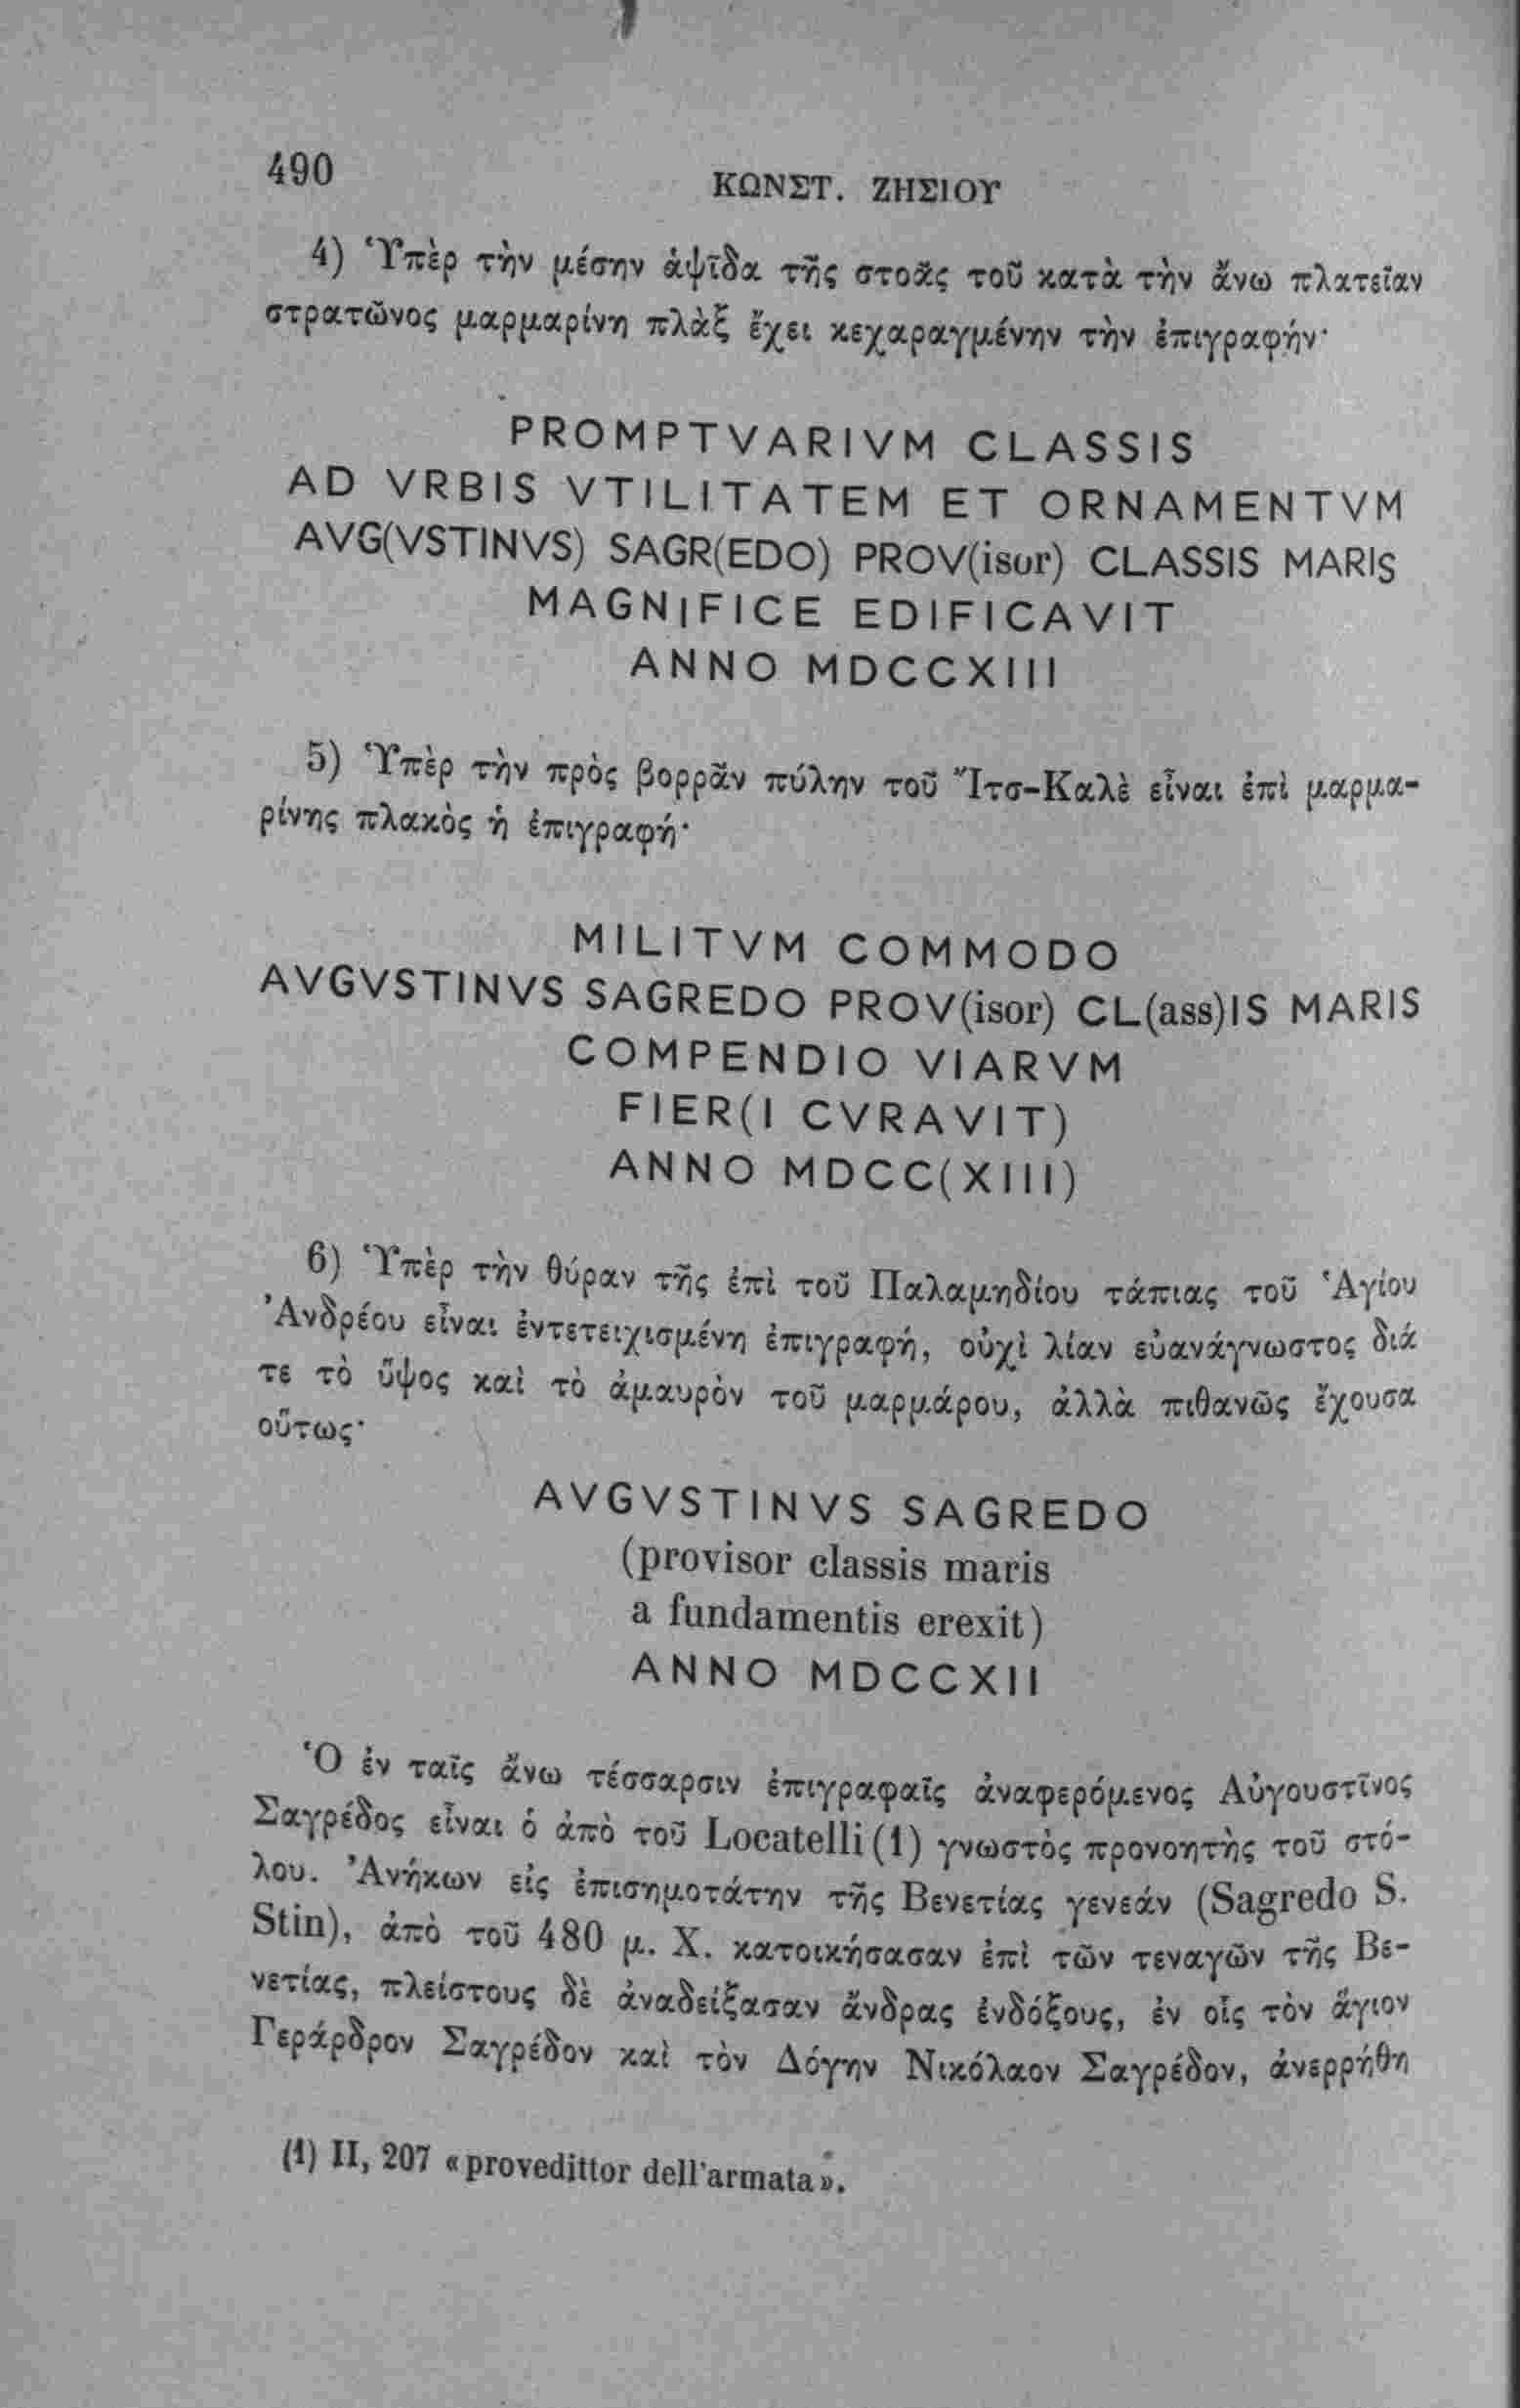 490
ΚΩΝΣΤ. ΖΗΣΙΟΥ
4) Ὑπὲρ τὴν μέσην ἁψῖδα τῆς στοᾶς τοῦ κατὰ τὴν ἄνω πλατεῖαν
στρατῶνος μαρμαρίνη πλὰξ ἔχει κεχαραγμένην τὴν ἐπιγραφήν·
PROMPTVARIVM CLASSIS
AD VRBIS VTILITATEM ET ORNAMENTVM
AVG(VSTINVS) SAGR(EDO) PROV(isor) CLASSIS MARIS
MAGNIFICE EDIFICAVIT
ANNO MDCCXIII
5) Ὑπὲρ τὴν πρὸς βορρᾶν πύλην τοῦ Ἴτσ-Καλὲ εἶναι ἐπὶ μαρμα-
ρίνης πλακὸς ἡ ἐπιγραφή·
MILITVM COMMODO
AVGVSTINVS SAGREDO PROV(isor) CL(ass)IS MARIS
COMPENDIO VIARVM
FIER(I CVRAVIT)
ANNO MDCC(XIII)
6) Ὑπὲρ τὴν θύραν τῆς ἐπὶ τοῦ Παλαμηδίου τάπιας τοῦ Ἁγίου
Ἀνδρέου εἶναι ἐντετειχισμένη ἐπιγραφή, οὐχὶ λίαν εὐανάγνωστος διά
τε τὸ ὕψος καὶ τὸ ἀμαυρὸν τοῦ μαρμάρου, ἀλλὰ πιθανῶς ἔχουσα
οὕτως·
AVGVSTINVS SAGREDO
(provisor classis maris
a fundamentis erexit)
ANNO MDCCXII
Ὁ ἐν ταῖς ἄνω τέσσαρσιν ἐπιγραφαῖς ἀναφερόμενος Αὐγουστῖνος
Σαγρέδος εἶναι ὁ ἀπὸ τοῦ Locatelli (1) γνωστὸς προνοητὴς τοῦ στό-
λου. Ἀνήκων εἰς ἐπισημοτάτην τῆς Βενετίας γενεάν (Sagredo S.
Stin), ἀπὸ τοῦ 480 μ. Χ. κατοικήσασαν ἐπὶ τῶν τεναγῶν τῆς Βε-
νετίας, πλείστους δὲ ἀναδείξασαν ἄνδρας ἐνδόξους, ἐν οἷς τὸν ἅγιον
Γεράρδρον Σαγρέδον καὶ τὸν Δόγην Νικόλαον Σαγρέδον, ἀνερρήθη
(1) II, 207 «provedittor dell'armata».